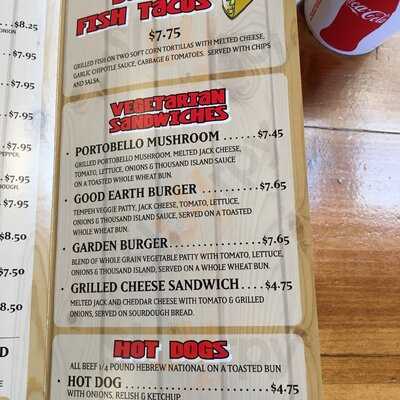 FISH TACOS
$7.75
GRILLED FISH ON TWO SOFT CORN TORTILLAS WITH MELTED CHEESE,
GARLIC CHIPOTLE SAUCE, CABBAGE & TOMATOES. SERVED WITH CHIPS
AND SALSA.
VEGETARIAN
SANDWICHES
PORTOBELLO MUSHROOM ......$7.45
GRILLED PORTOBELLO MUSHROOM, MELTED JACK CHEESE,
TOMATO, LETTUCE, ONIONS & THOUSAND ISLAND SAUCE
ON A TOASTED WHOLE WHEAT BUN.
GOOD EARTH BURGER ..........$7.65
TEMPEH VEGGIE PATTY, JACK CHEESE, TOMATO, LETTUCE,
ONIONS & THOUSAND ISLAND SAUCE, SERVED ON A TOASTED
WHOLE WHEAT BUN.
GARDEN BURGER...............$7.65
BLEND OF WHOLE GRAIN VEGETABLE PATTY WITH TOMATO, LETTUCE,
ONIONS & THOUSAND ISLAND, SERVED ON A WHOLE WHEAT BUN.
GRILLED CHEESE SANDWICH ....$4.75
MELTED JACK AND CHEDDAR CHEESE WITH TOMATO & GRILLED
ONIONS, SERVED ON SOURDOUGH BREAD.
HOT DOGS
ALL BEEF 1/4 POUND HEBREW NATIONAL ON A TOASTED BUN
HOT DOG ........................$4.75
WITH ONIONS, RELISH & KETCHUP
$8.25
ONION
$7.95
$7.95
$7.95
PEPPER,
$7.95
$7.95
$8.50
$7.50
8.50
Coca-Cola